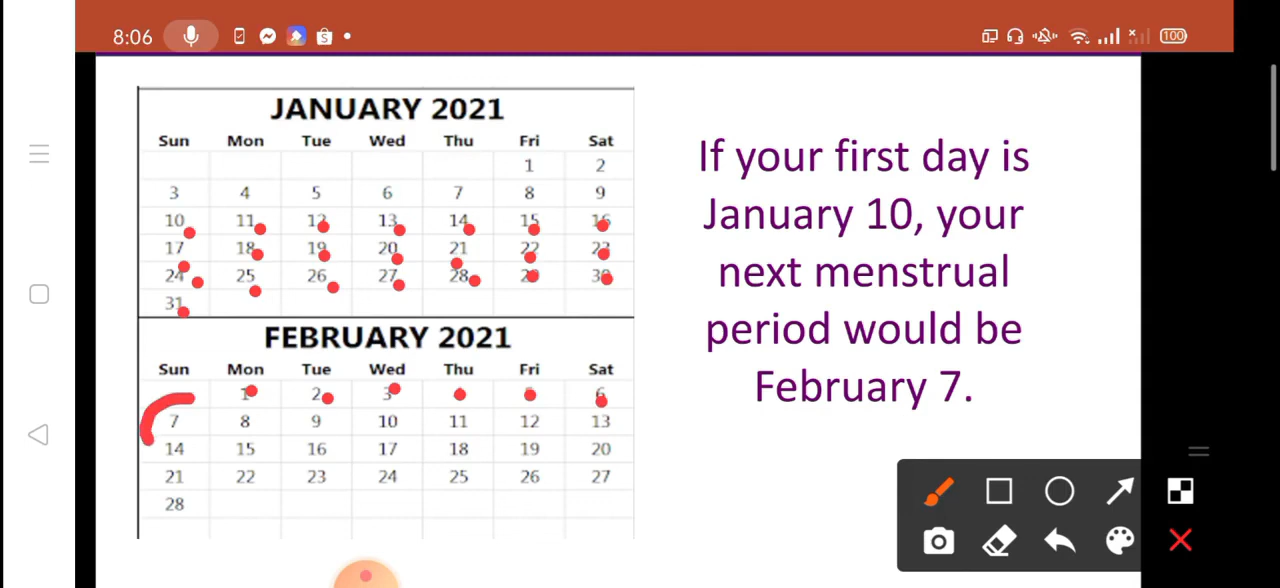 8:06
100
JANUARY 2021
Sun Mon Tue Wed Thu Fri Sat
1 2
3 4 5 6 7 8 9
10 11 12 13 14 15 16
17 18 19 20 21 22 23
24 25 26 27 28 29 30
31
FEBRUARY 2021
Sun Mon Tue Wed Thu Fri Sat
1 2 3 4 5 6
7 8 9 10 11 12 13
14 15 16 17 18 19 20
21 22 23 24 25 26 27
28
If your first day is
January 10, your
next menstrual
period would be
February 7.